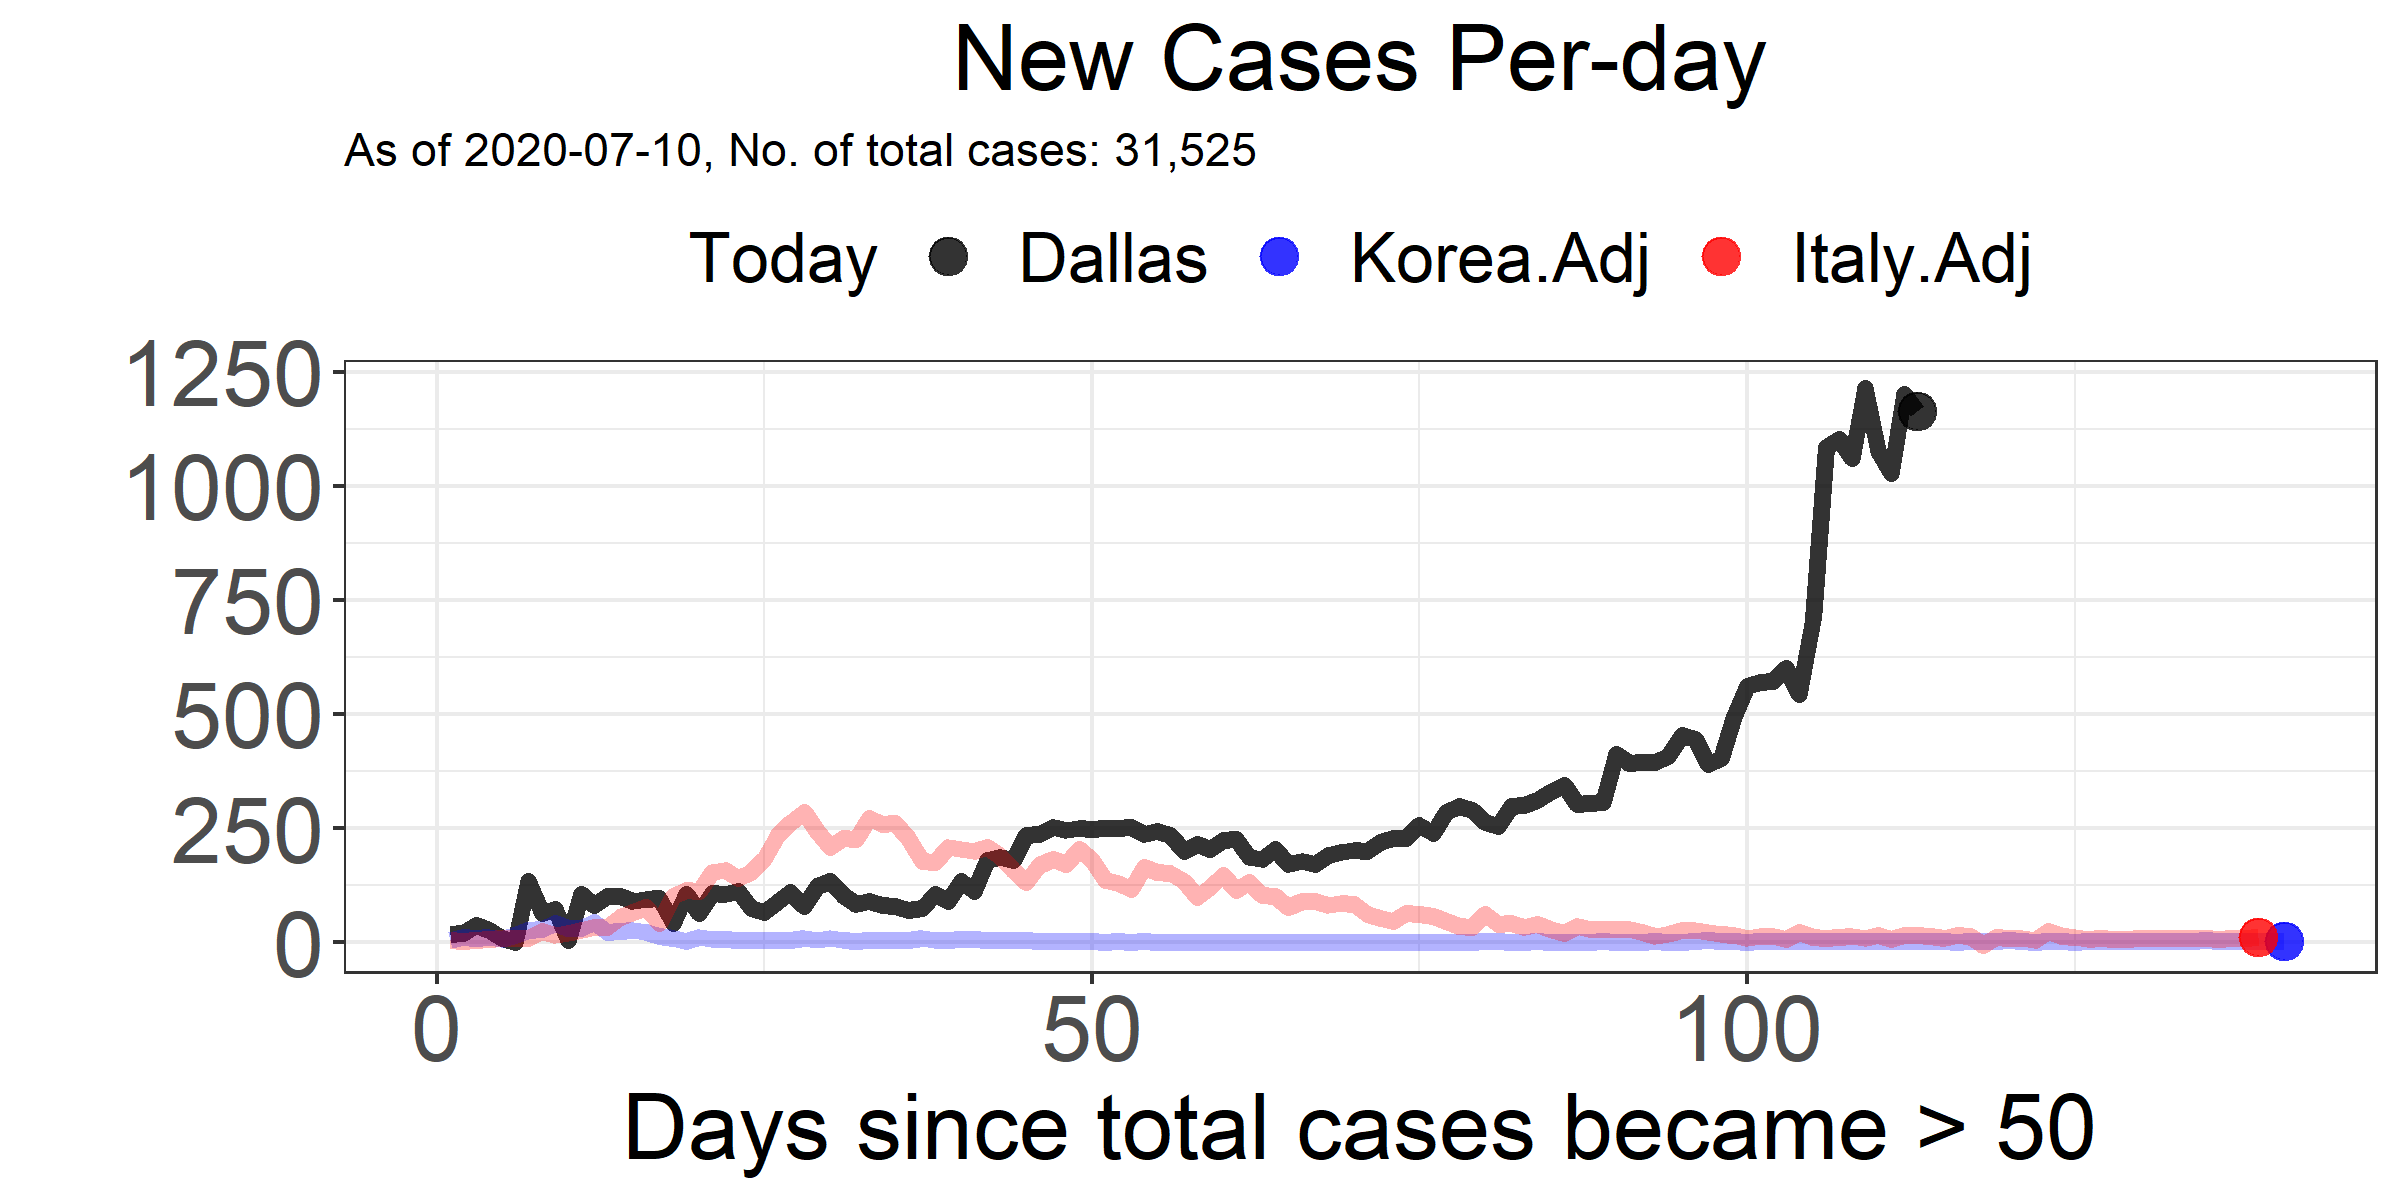 New Cases Per-day
As of 2020-07-10, No. of total cases: 31,525
Today Dallas Korea.Adj Italy.Adj
1250
1000
750
500
250
0
0 50 100
Days since total cases became > 50